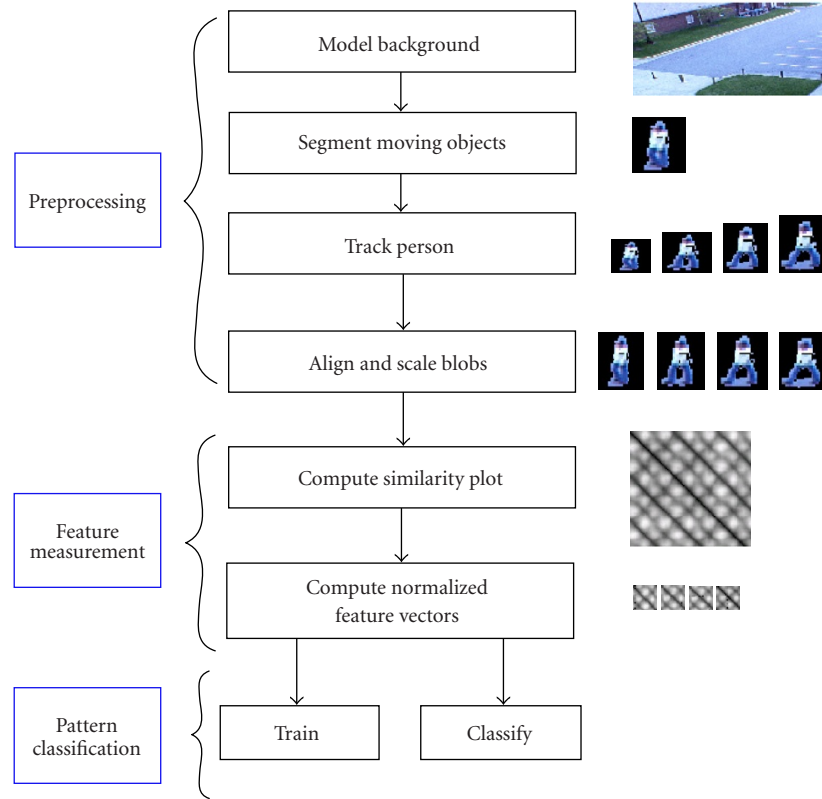 Model background
Segment moving objects
Preprocessing
Track person
Align and scale blobs
Compute similarity plot
Feature
measurement
Compute normalized
feature vectors
Pattern
classification
Train
Classify